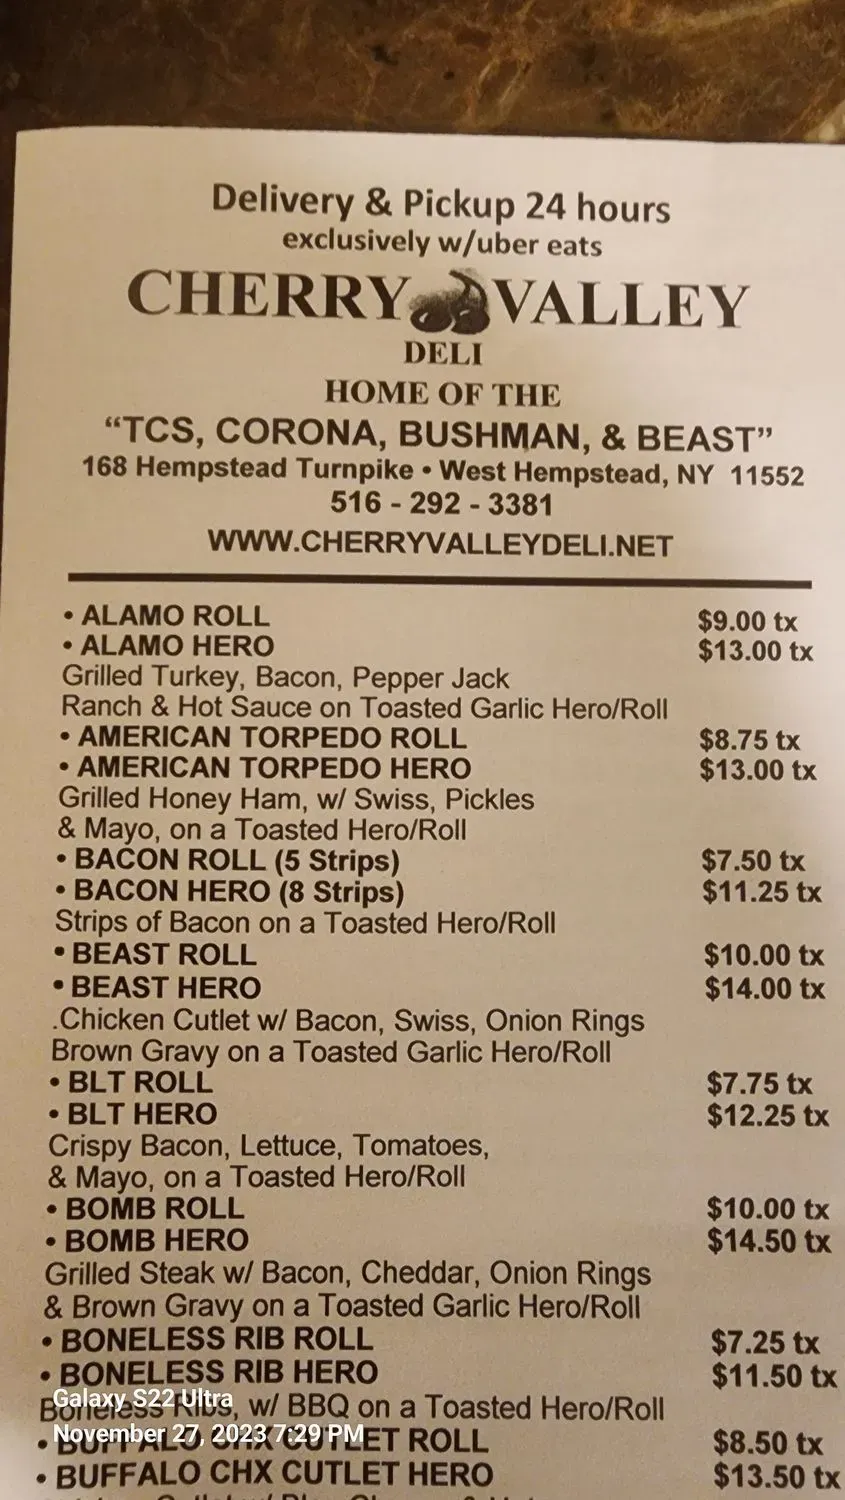 Delivery & Pickup 24 hours
exclusively w/uber eats
CHERRY VALLEY
DELI
HOME OF THE
“TCS, CORONA, BUSHMAN, & BEAST”
168 Hempstead Turnpike • West Hempstead, NY 11552
516 - 292 - 3381
WWW.CHERRYVALLEYDELI.NET
• ALAMO ROLL $9.00 tx
• ALAMO HERO $13.00 tx
Grilled Turkey, Bacon, Pepper Jack
Ranch & Hot Sauce on Toasted Garlic Hero/Roll
• AMERICAN TORPEDO ROLL $8.75 tx
• AMERICAN TORPEDO HERO $13.00 tx
Grilled Honey Ham, w/ Swiss, Pickles
& Mayo, on a Toasted Hero/Roll
• BACON ROLL (5 Strips) $7.50 tx
• BACON HERO (8 Strips) $11.25 tx
Strips of Bacon on a Toasted Hero/Roll
• BEAST ROLL $10.00 tx
• BEAST HERO $14.00 tx
.Chicken Cutlet w/ Bacon, Swiss, Onion Rings
Brown Gravy on a Toasted Garlic Hero/Roll
• BLT ROLL $7.75 tx
• BLT HERO $12.25 tx
Crispy Bacon, Lettuce, Tomatoes,
& Mayo, on a Toasted Hero/Roll
• BOMB ROLL $10.00 tx
• BOMB HERO $14.50 tx
Grilled Steak w/ Bacon, Cheddar, Onion Rings
& Brown Gravy on a Toasted Garlic Hero/Roll
• BONELESS RIB ROLL $7.25 tx
• BONELESS RIB HERO $11.50 tx
Galaxy S22 Ultra
Boneless Ribs, w/ BBQ on a Toasted Hero/Roll
November 27, 2023 7:29 PM
• BUFFALO CHX CUTLET ROLL $8.50 tx
• BUFFALO CHX CUTLET HERO $13.50 tx